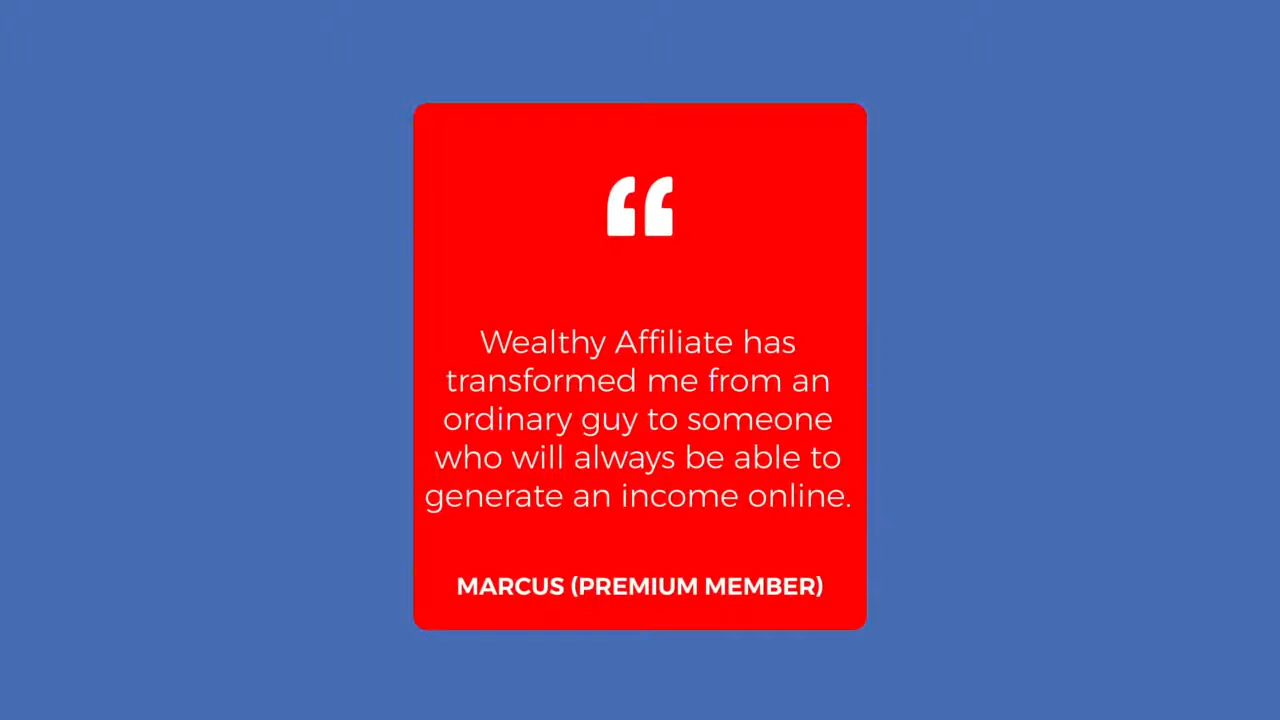 “
Wealthy Affiliate has
transformed me from an
ordinary guy to someone
who will always be able to
generate an income online.
MARCUS (PREMIUM MEMBER)